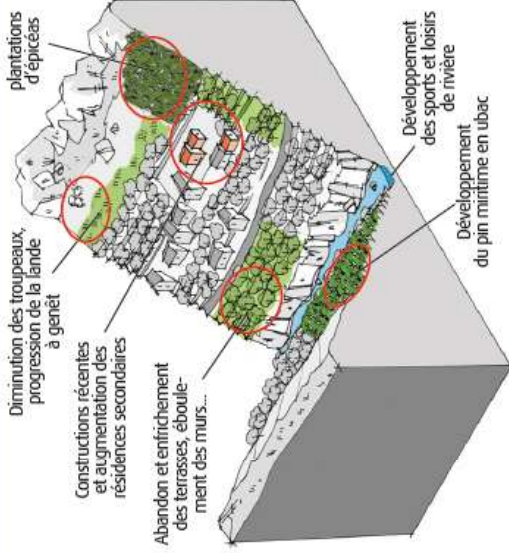 plantations
d'épicéas
Diminution des troupeaux,
progression de la lande
à genêt
Constructions récentes
et augmentation des
résidences secondaires
Abandon et enfrichement
des terrasses, éboule-
ment des murs...
Développement
des sports et loisirs
de rivière
Développement
du pin mintime en ubac